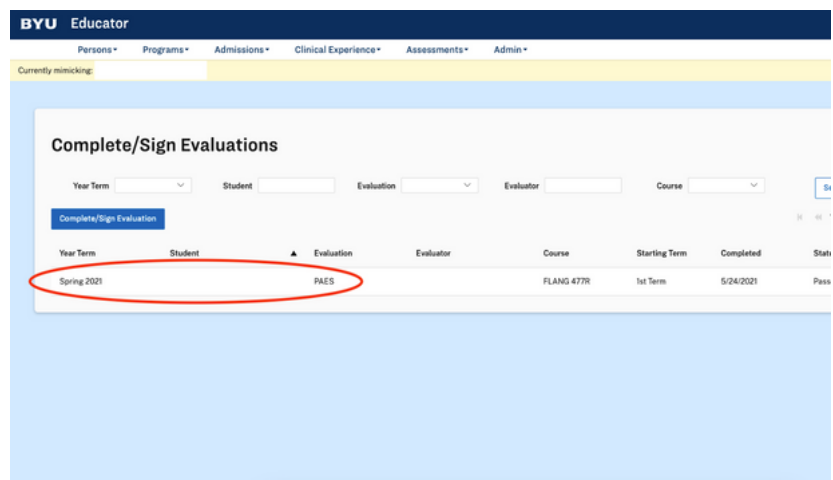 BYU Educator
Persons Programs Admissions Clinical Experience Assessments Admin
Currently mimicking:
Complete/Sign Evaluations
Year Term Student Evaluation Evaluator Course
Complete/Sign Evaluation
Year Term Student Evaluation Evaluator Course Starting Term Completed
Spring 2021 PAES FLANG 477R 1st Term 5/24/2021 Pass